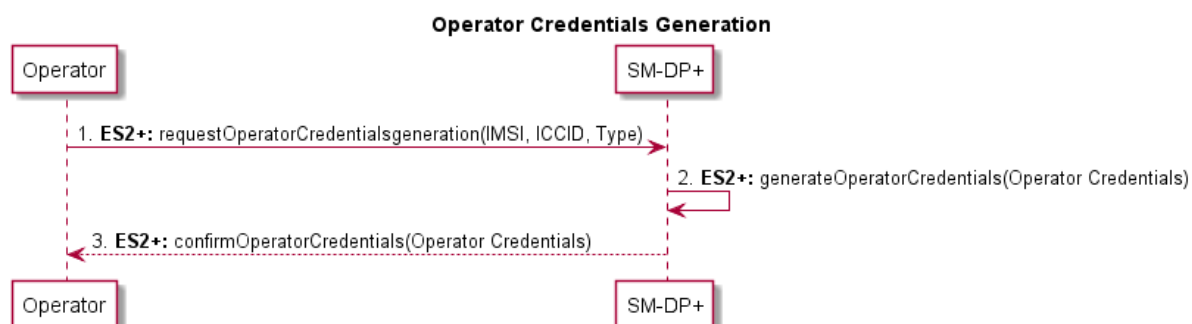 Operator Credentials Generation
Operator SM-DP+
1. ES2+: requestOperatorCredentialsgeneration(IMSI, ICCID, Type)
2. ES2+: generateOperatorCredentials(Operator Credentials)
3. ES2+: confirmOperatorCredentials(Operator Credentials)
Operator SM-DP+